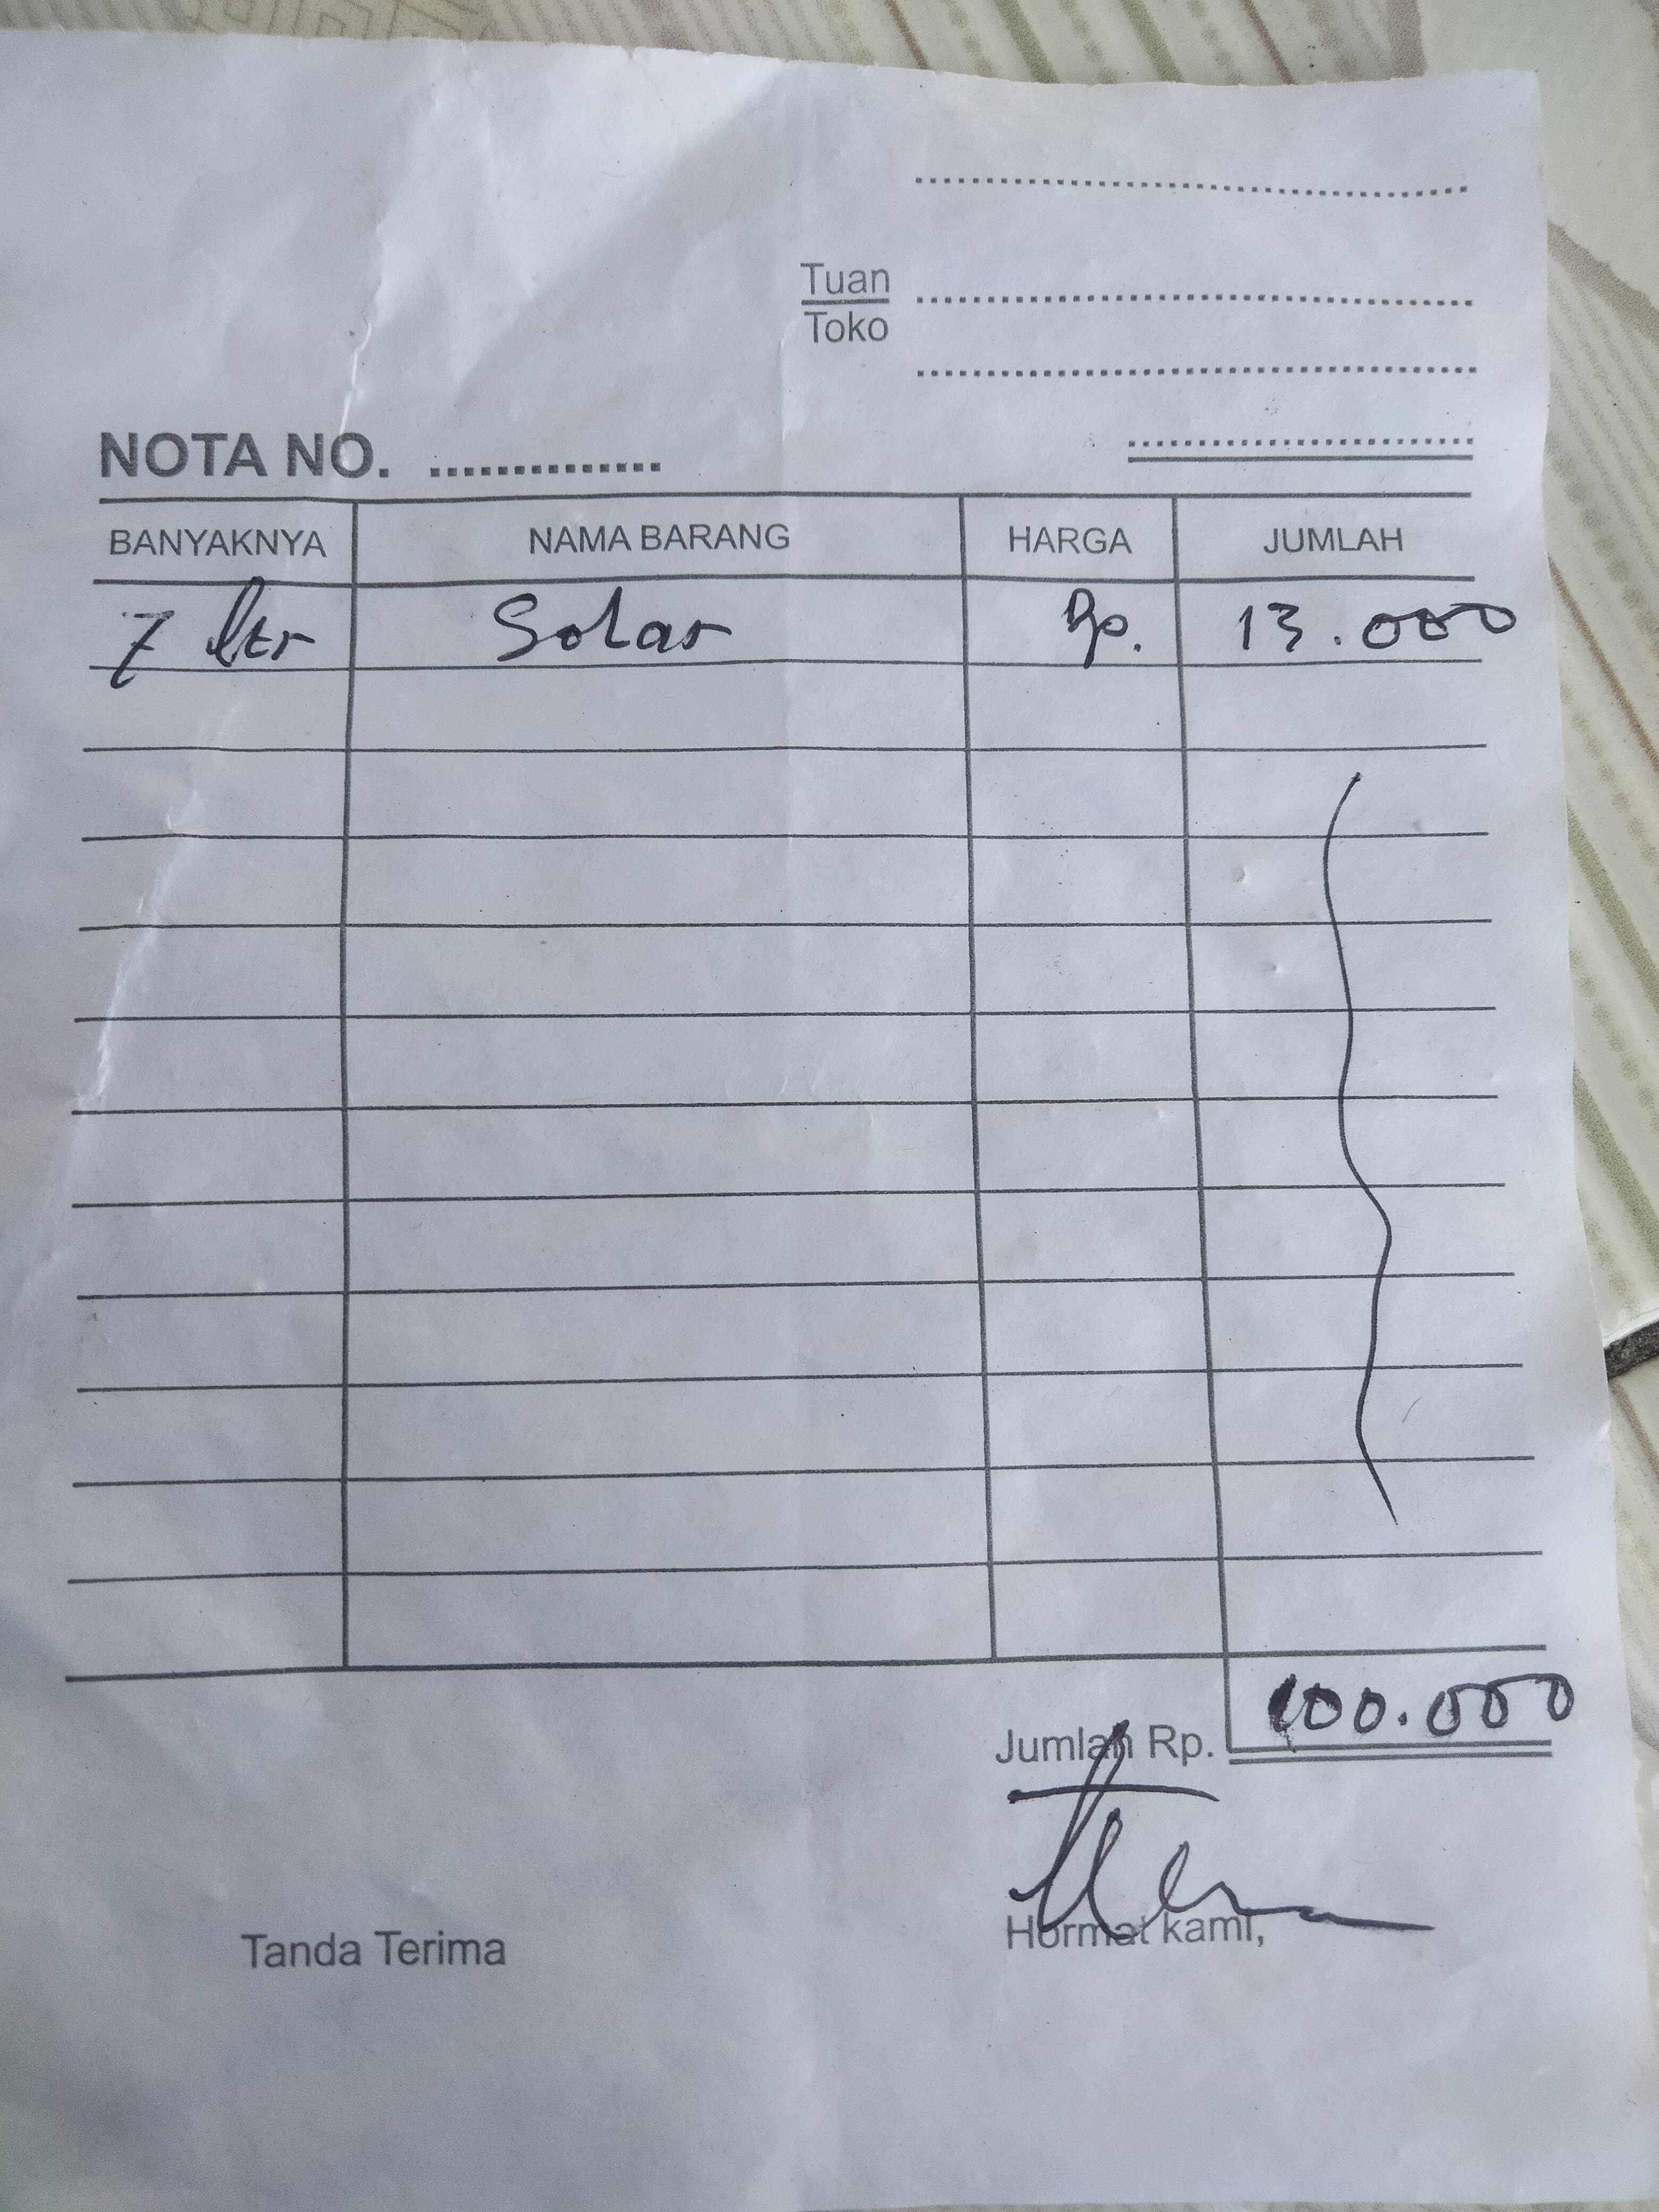 Tuan
Toko
NOTA NO. ..............
BANYAKNYA NAMA BARANG HARGA JUMLAH
7 ltr Solar Rp. 13.000
Jumlah Rp. 100.000
Tanda Terima Hormat kami,